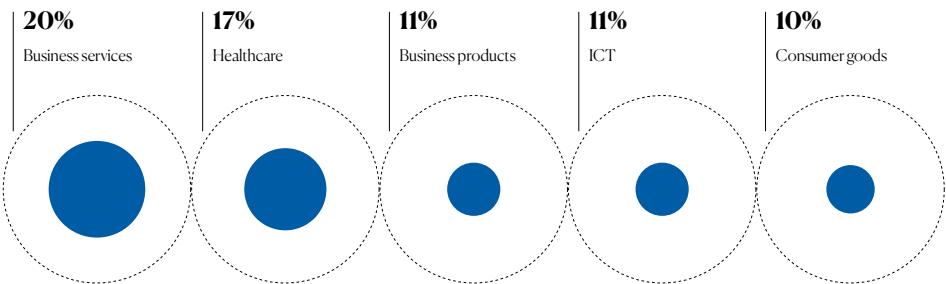 20%
Business services
17%
Healthcare
11%
Business products
11%
ICT
10%
Consumer goods